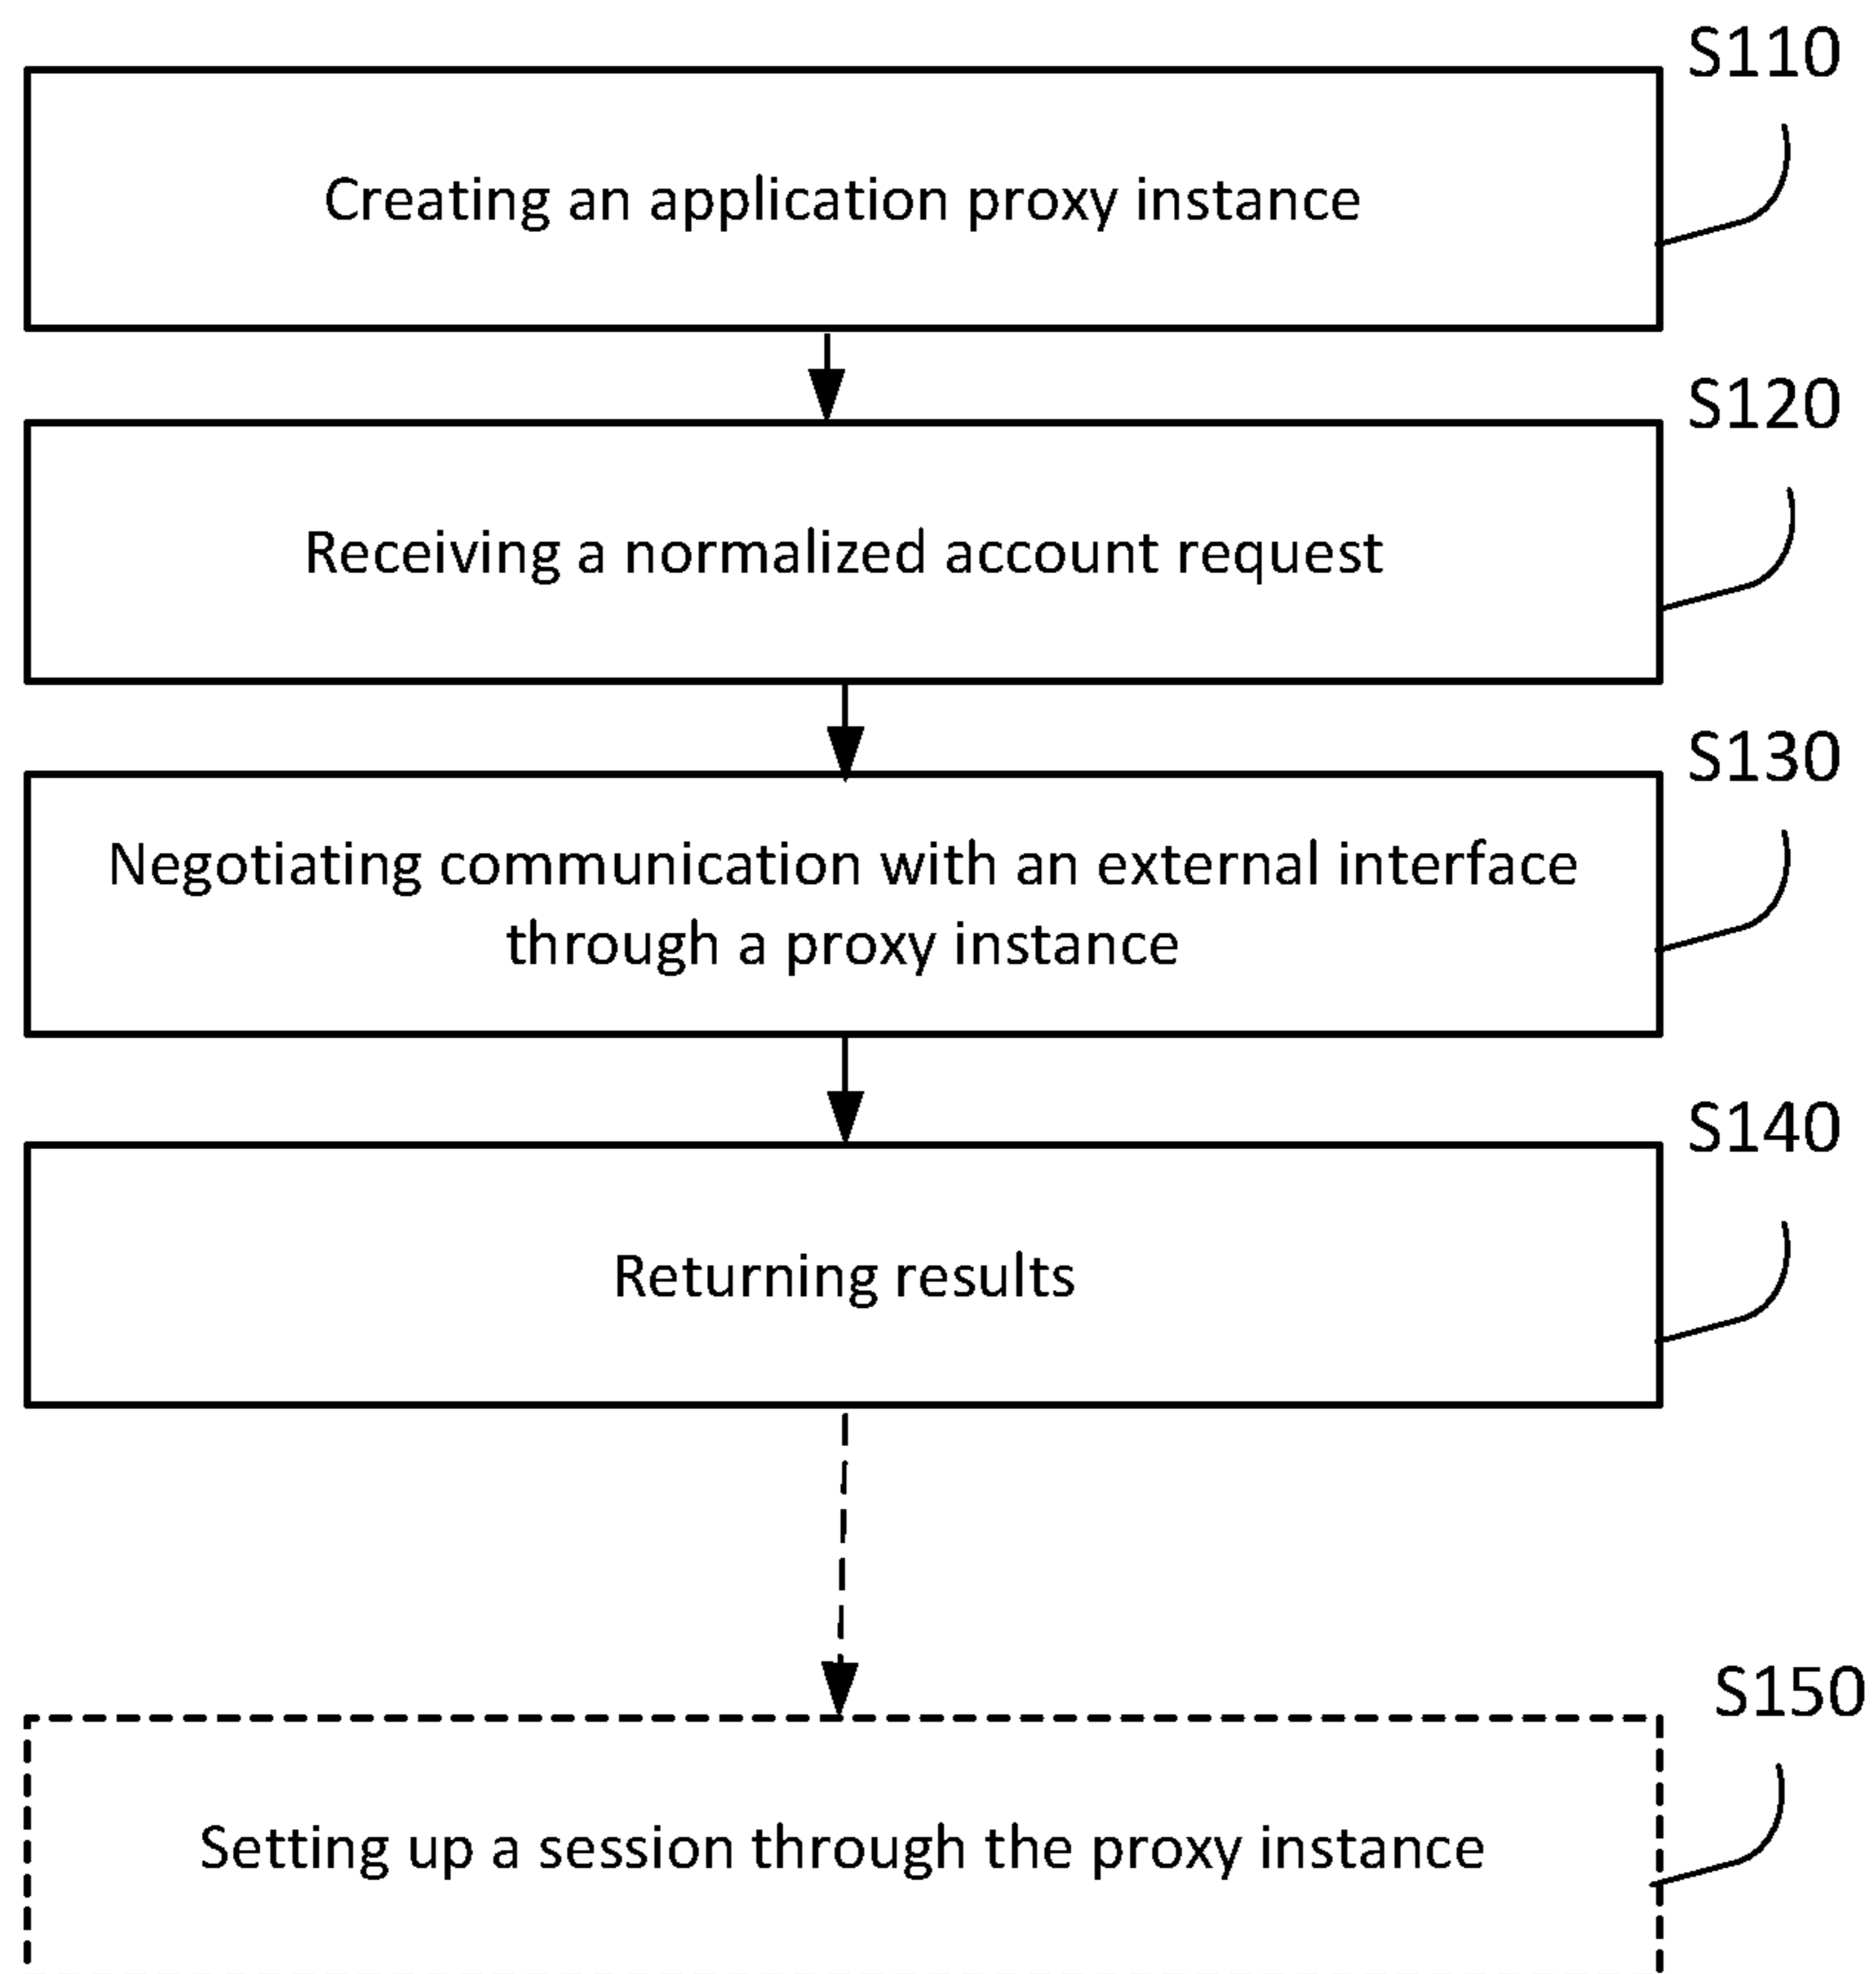 S110
Creating an application proxy instance
S120
Receiving a normalized account request
S130
Negotiating communication with an external interface
through a proxy instance
S140
Returning results
S150
Setting up a session through the proxy instance